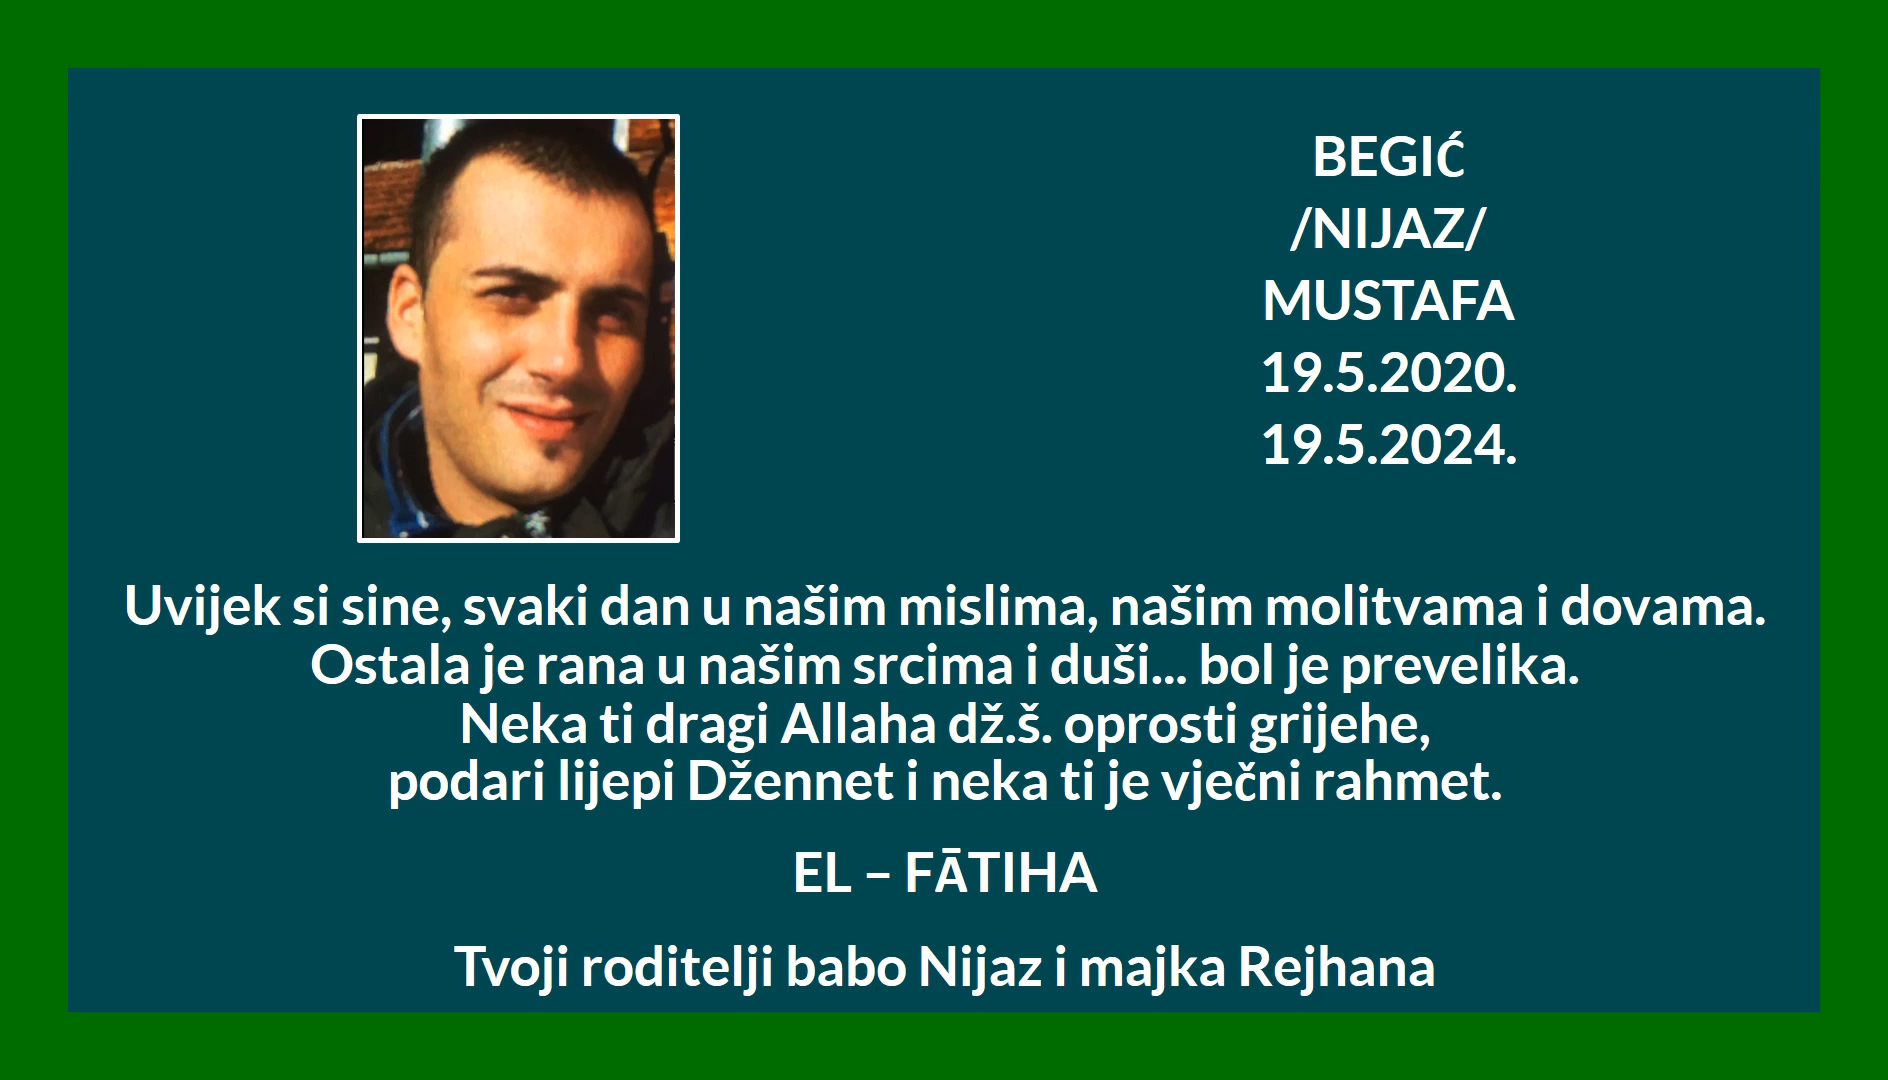 BEGIĆ
/NIJAZ/
MUSTAFA
19.5.2020.
19.5.2024.
Uvijek si sine, svaki dan u našim mislima, našim molitvama i dovama.
Ostala je rana u našim srcima i duši... bol je prevelika.
Neka ti dragi Allaha dž.š. oprosti grijehe,
podari lijepi Džennet i neka ti je vječni rahmet.
EL – FĀTIHA
Tvoji roditelji babo Nijaz i majka Rejhana